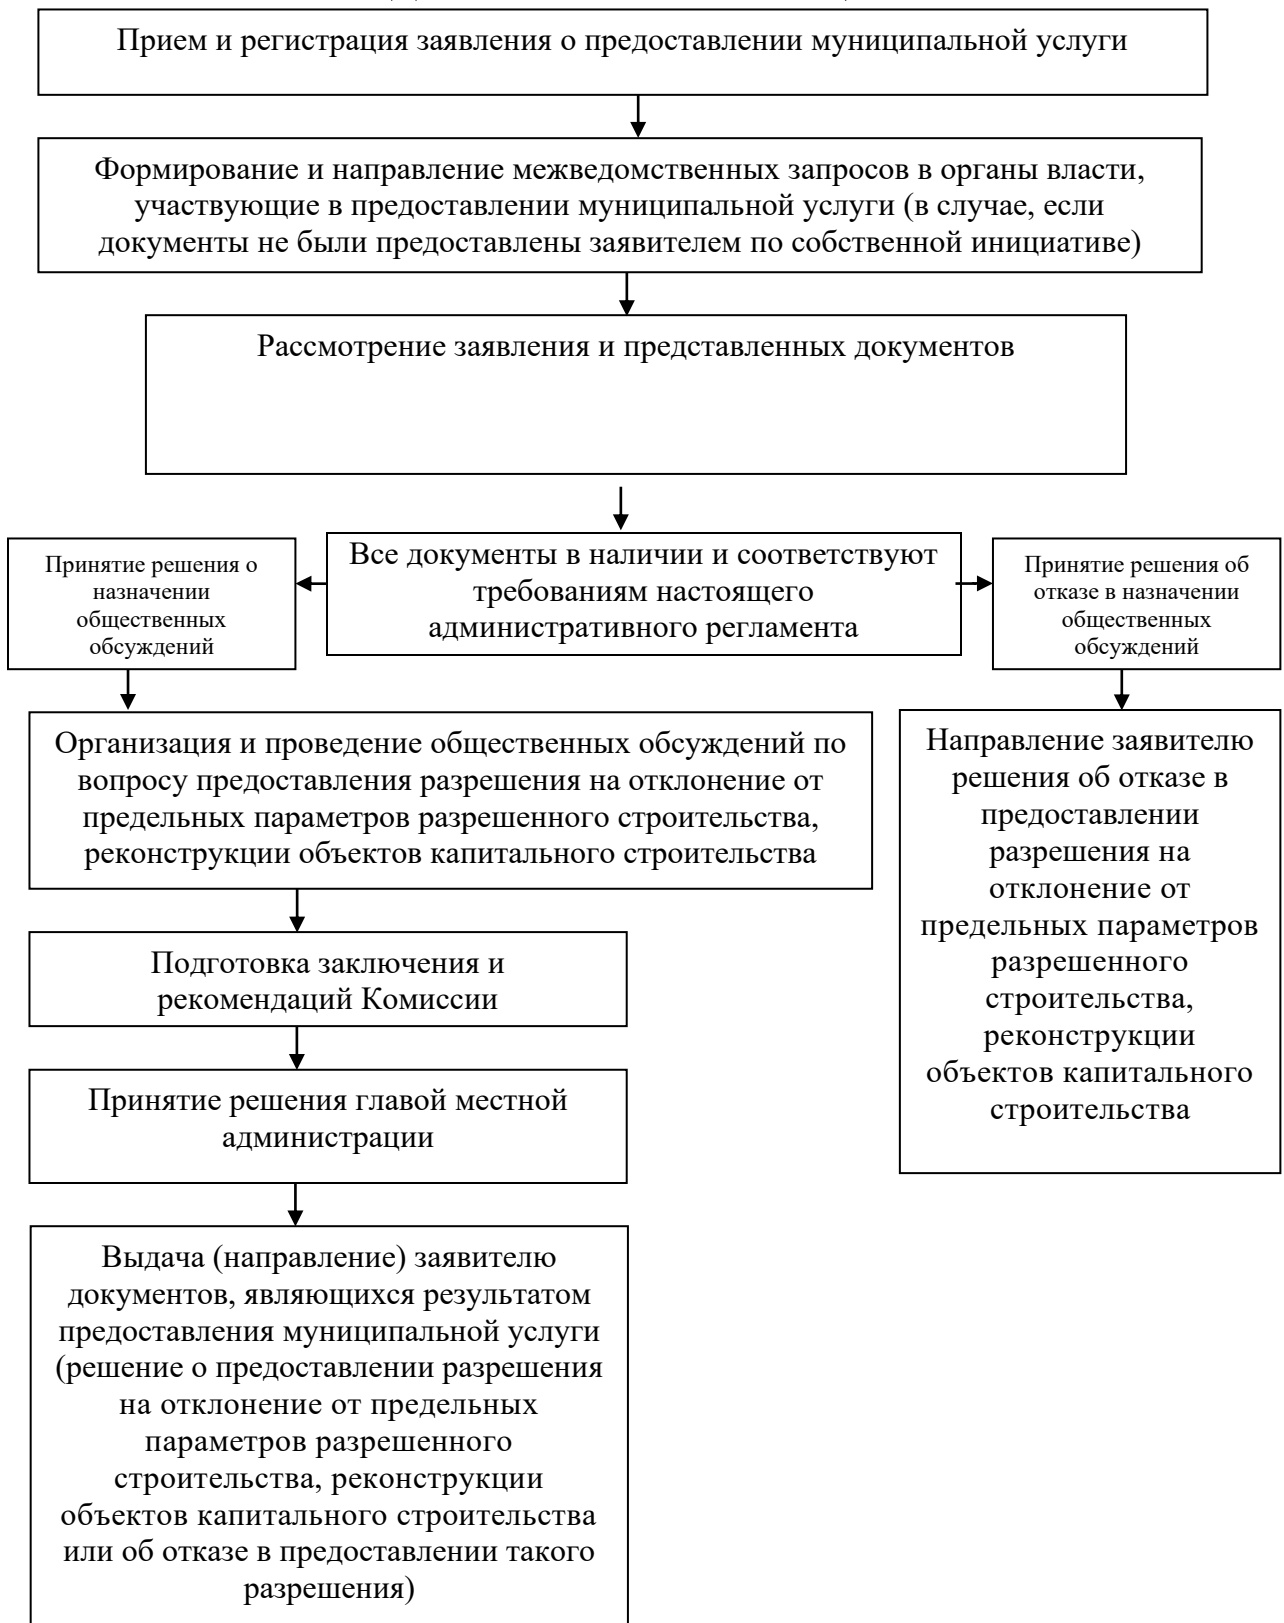 Прием и регистрация заявления о предоставлении муниципальной услуги
Формирование и направление межведомственных запросов в органы власти,
участвующие в предоставлении муниципальной услуги (в случае, если
документы не были предоставлены заявителем по собственной инициативе)
Рассмотрение заявления и представленных документов
Принятие решения о
назначении
общественных
обсуждений
Все документы в наличии и соответствуют
требованиям настоящего
административного регламента
Принятие решения об
отказе в назначении
общественных
обсуждений
Организация и проведение общественных обсуждений по
вопросу предоставления разрешения на отклонение от
предельных параметров разрешенного строительства,
реконструкции объектов капитального строительства
Направление заявителю
решения об отказе в
предоставлении
разрешения на
отклонение от
предельных параметров
разрешенного
строительства,
реконструкции
объектов капитального
строительства
Подготовка заключения и
рекомендаций Комиссии
Принятие решения главой местной
администрации
Выдача (направление) заявителю
документов, являющихся результатом
предоставления муниципальной услуги
(решение о предоставлении разрешения
на отклонение от предельных
параметров разрешенного
строительства, реконструкции
объектов капитального строительства
или об отказе в предоставлении такого
разрешения)